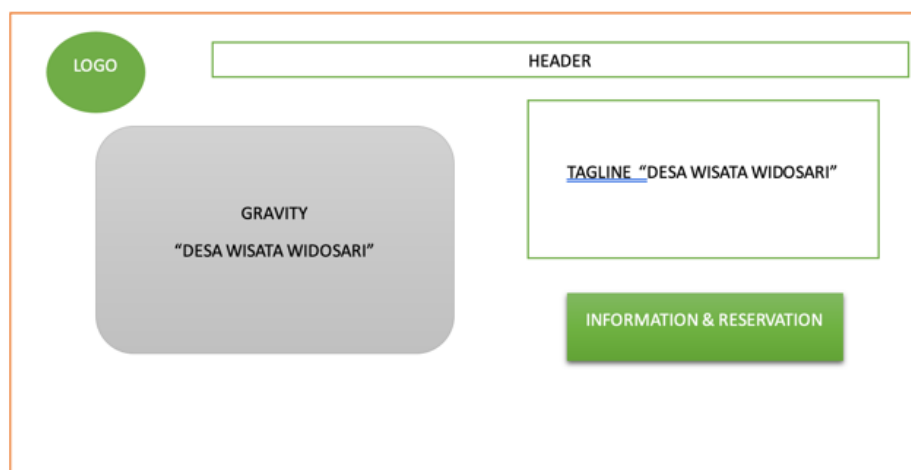 LOGO
HEADER
TAGLINE “DESA WISATA WIDOSARI”
GRAVITY
“DESA WISATA WIDOSARI”
INFORMATION & RESERVATION